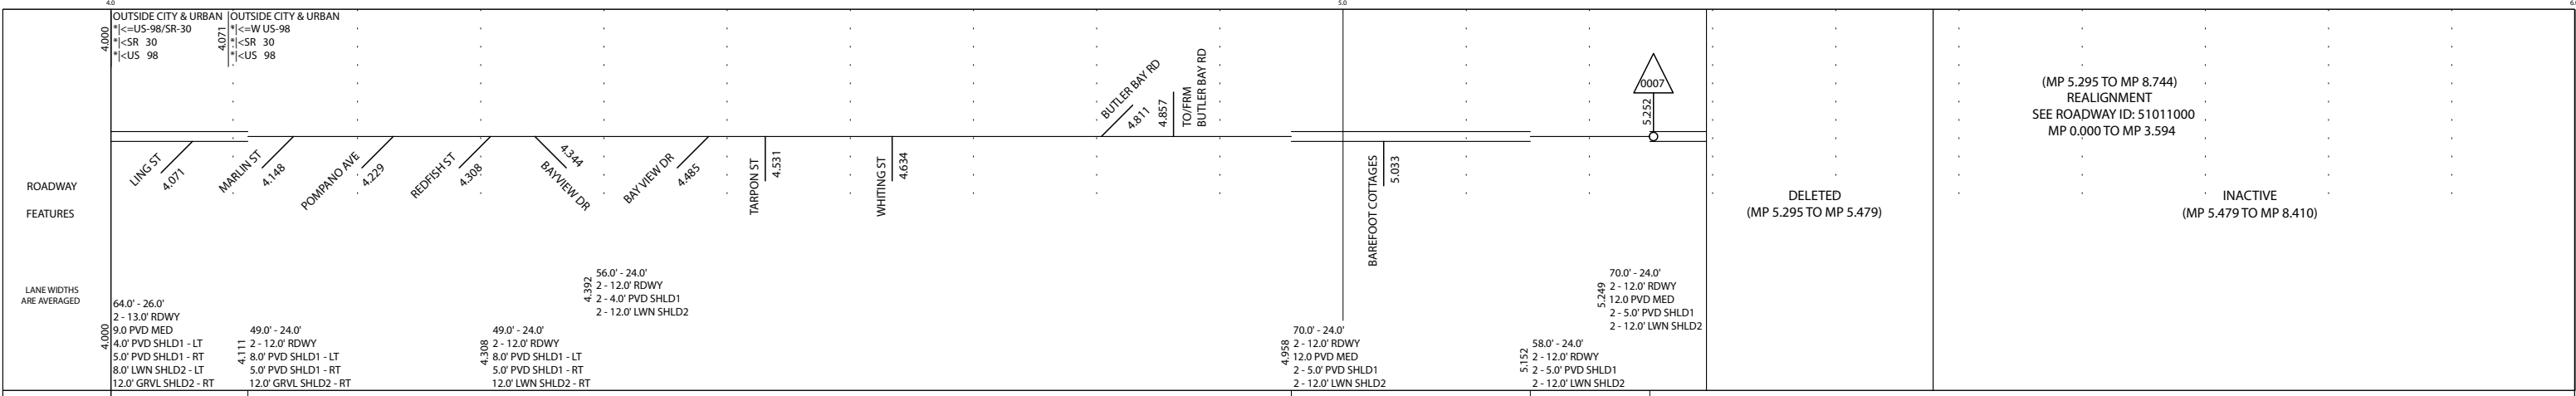 4.0
5.0
6.0
4.000
OUTSIDE CITY & URBAN
*|<=US-98/SR-30
*|<SR 30
*|<US 98
4.071
OUTSIDE CITY & URBAN
*|<=W US-98
*|<SR 30
*|<US 98
ROADWAY
FEATURES
LING ST
4.071
MARLIN ST
4.148
POMPANO AVE
4.229
REDFISH ST
4.308
4.344
BAYVIEW DR
BAY VIEW DR
4.485
TARPON ST
4.531
WHITING ST
4.634
BUTLER BAY RD
4.811
4.857
TO/FRM
BUTLER BAY RD
BAREFOOT COTTAGES
5.033
0007
5.252
DELETED
(MP 5.295 TO MP 5.479)
(MP 5.295 TO MP 8.744)
REALIGNMENT
SEE ROADWAY ID: 51011000
MP 0.000 TO MP 3.594
INACTIVE
(MP 5.479 TO MP 8.410)
LANE WIDTHS
ARE AVERAGED
4.000
64.0' - 26.0'
2 - 13.0' RDWY
9.0 PVD MED
4.0' PVD SHLD1 - LT
5.0' PVD SHLD1 - RT
8.0' LWN SHLD2 - LT
12.0' GRVL SHLD2 - RT
4.111
49.0' - 24.0'
2 - 12.0' RDWY
8.0' PVD SHLD1 - LT
5.0' PVD SHLD1 - RT
12.0' GRVL SHLD2 - RT
4.308
49.0' - 24.0'
2 - 12.0' RDWY
8.0' PVD SHLD1 - LT
5.0' PVD SHLD1 - RT
12.0' LWN SHLD2 - RT
4.392
56.0' - 24.0'
2 - 12.0' RDWY
2 - 4.0' PVD SHLD1
2 - 12.0' LWN SHLD2
4.958
70.0' - 24.0'
2 - 12.0' RDWY
12.0 PVD MED
2 - 5.0' PVD SHLD1
2 - 12.0' LWN SHLD2
5.152
58.0' - 24.0'
2 - 12.0' RDWY
2 - 5.0' PVD SHLD1
2 - 12.0' LWN SHLD2
5.249
70.0' - 24.0'
2 - 12.0' RDWY
12.0 PVD MED
2 - 5.0' PVD SHLD1
2 - 12.0' LWN SHLD2